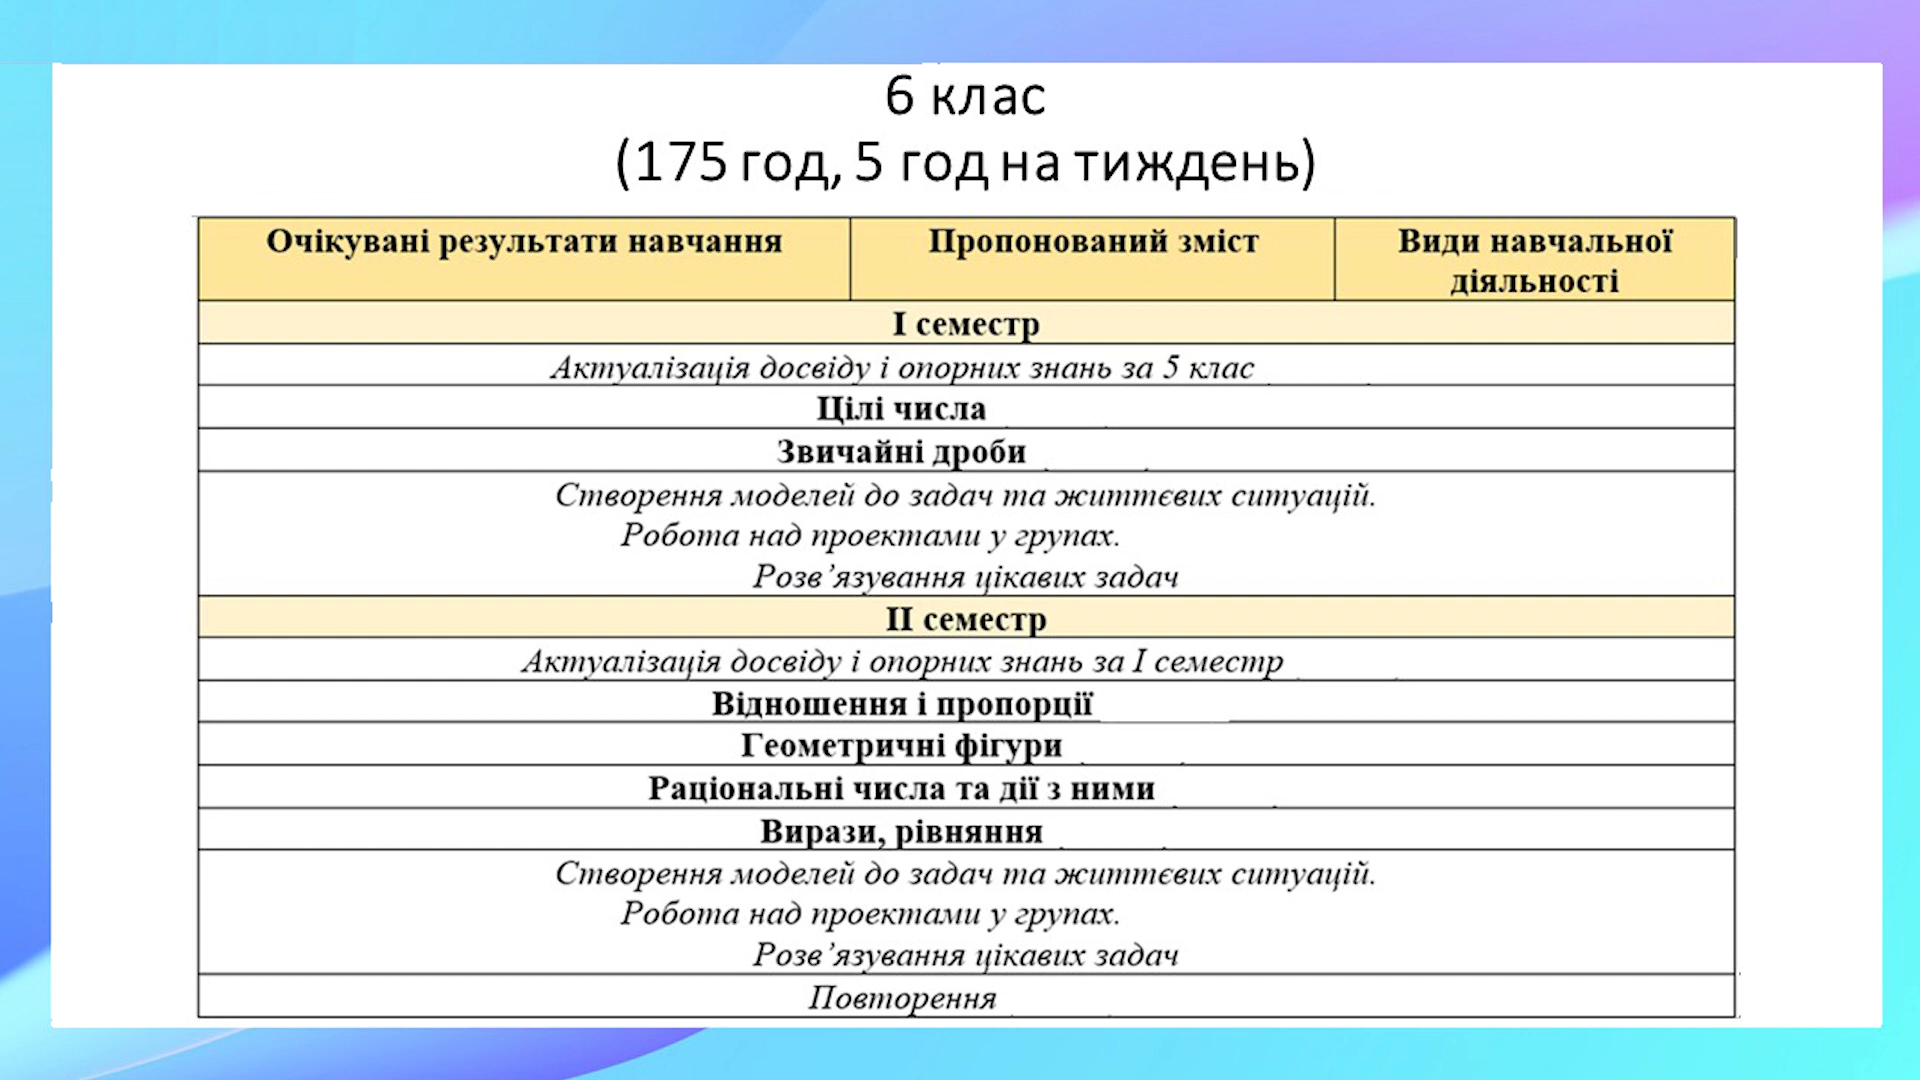 6 клас
(175 год, 5 год на тиждень)
Очікувані результати навчання
Пропонований зміст
Види навчальної
діяльності
І семестр
Актуалізація досвіду і опорних знань за 5 клас
Цілі числа
Звичайні дроби
Створення моделей до задач та життєвих ситуацій.
Робота над проектами у групах.
Розв’язування цікавих задач
ІІ семестр
Актуалізація досвіду і опорних знань за І семестр
Відношення і пропорції
Геометричні фігури
Раціональні числа та дії з ними
Вирази, рівняння
Створення моделей до задач та життєвих ситуацій.
Робота над проектами у групах.
Розв’язування цікавих задач
Повторення